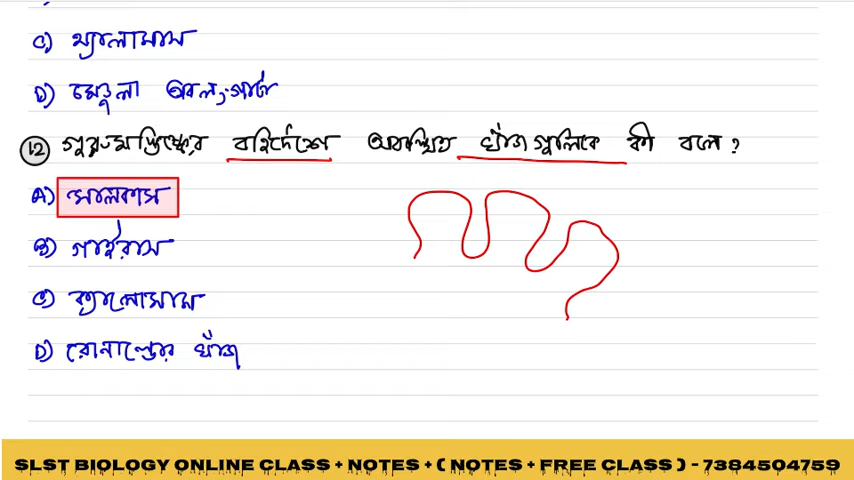 C) থ্যালামাস
D) মেডুলা অবলংগাটা
12 গুরুমস্তিষ্কের বহির্দেশে অবস্থিত খাঁজগুলিকে কী বলে?
A) সালকাস
B) গাইরাস
C) ক্যালোসাম
D) রোলান্ডের খাঁজ
SLST BIOLOGY ONLINE CLASS + NOTES + ( NOTES + FREE CLASS ) - 7384504759